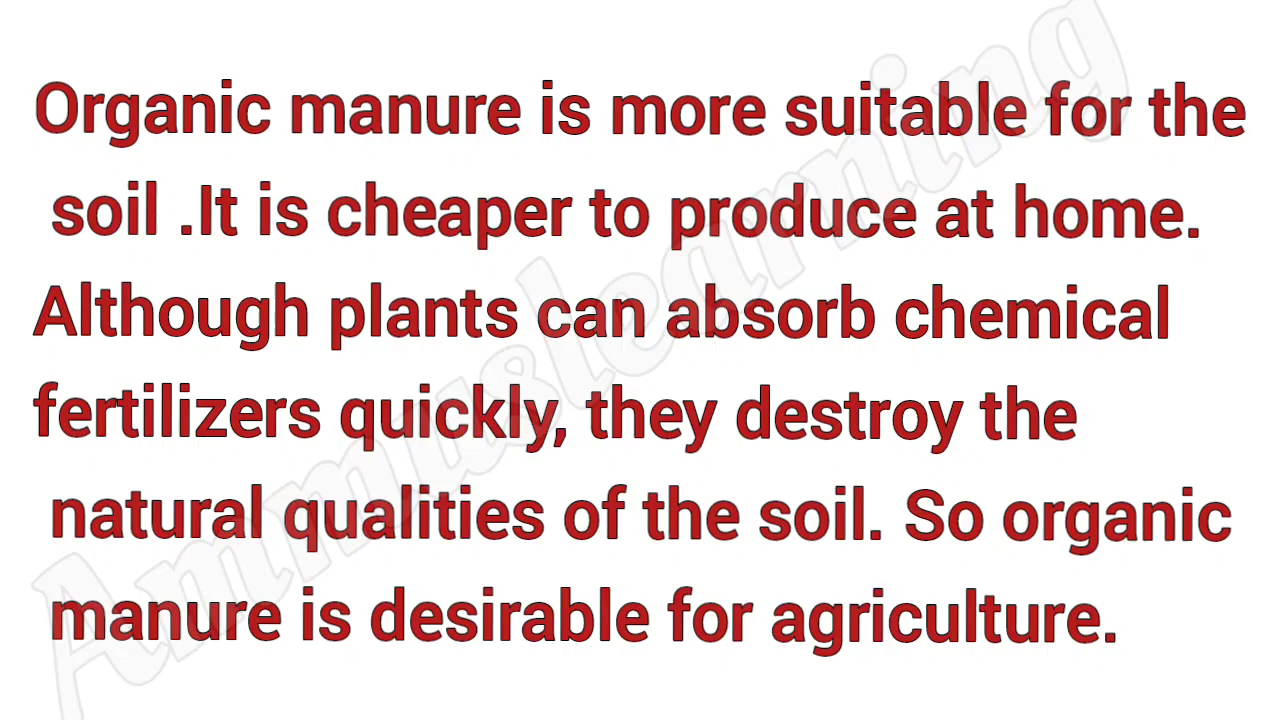 Organic manure is more suitable for the
soil .It is cheaper to produce at home.
Although plants can absorb chemical
fertilizers quickly, they destroy the
natural qualities of the soil. So organic
manure is desirable for agriculture.
Ammuslearning